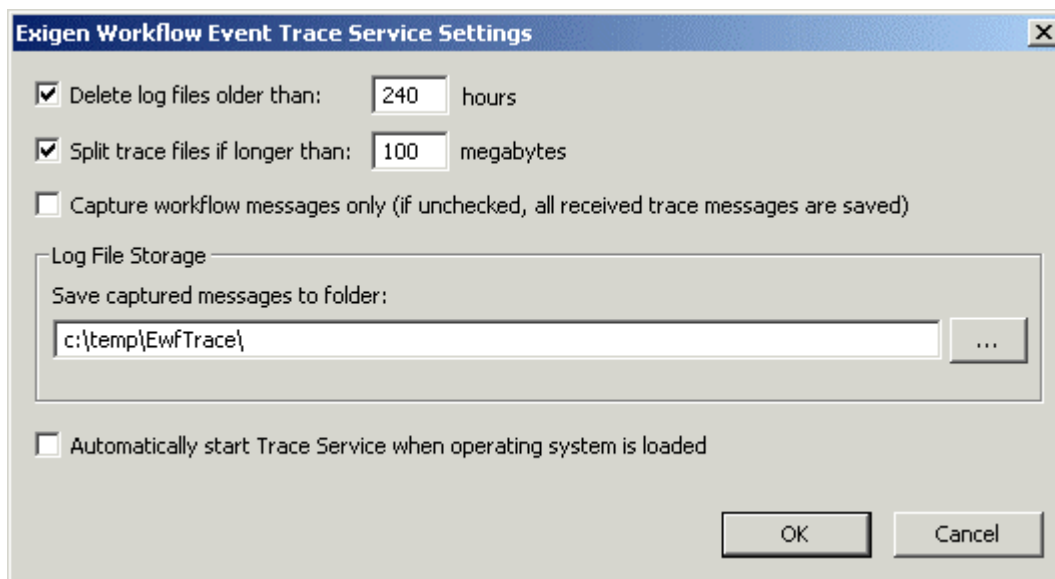 Exigen Workflow Event Trace Service Settings
Delete log files older than: 240 hours
Split trace files if longer than: 100 megabytes
Capture workflow messages only (if unchecked, all received trace messages are saved)
Log File Storage
Save captured messages to folder:
c:\temp\EwfTrace\ ...
Automatically start Trace Service when operating system is loaded
OK Cancel